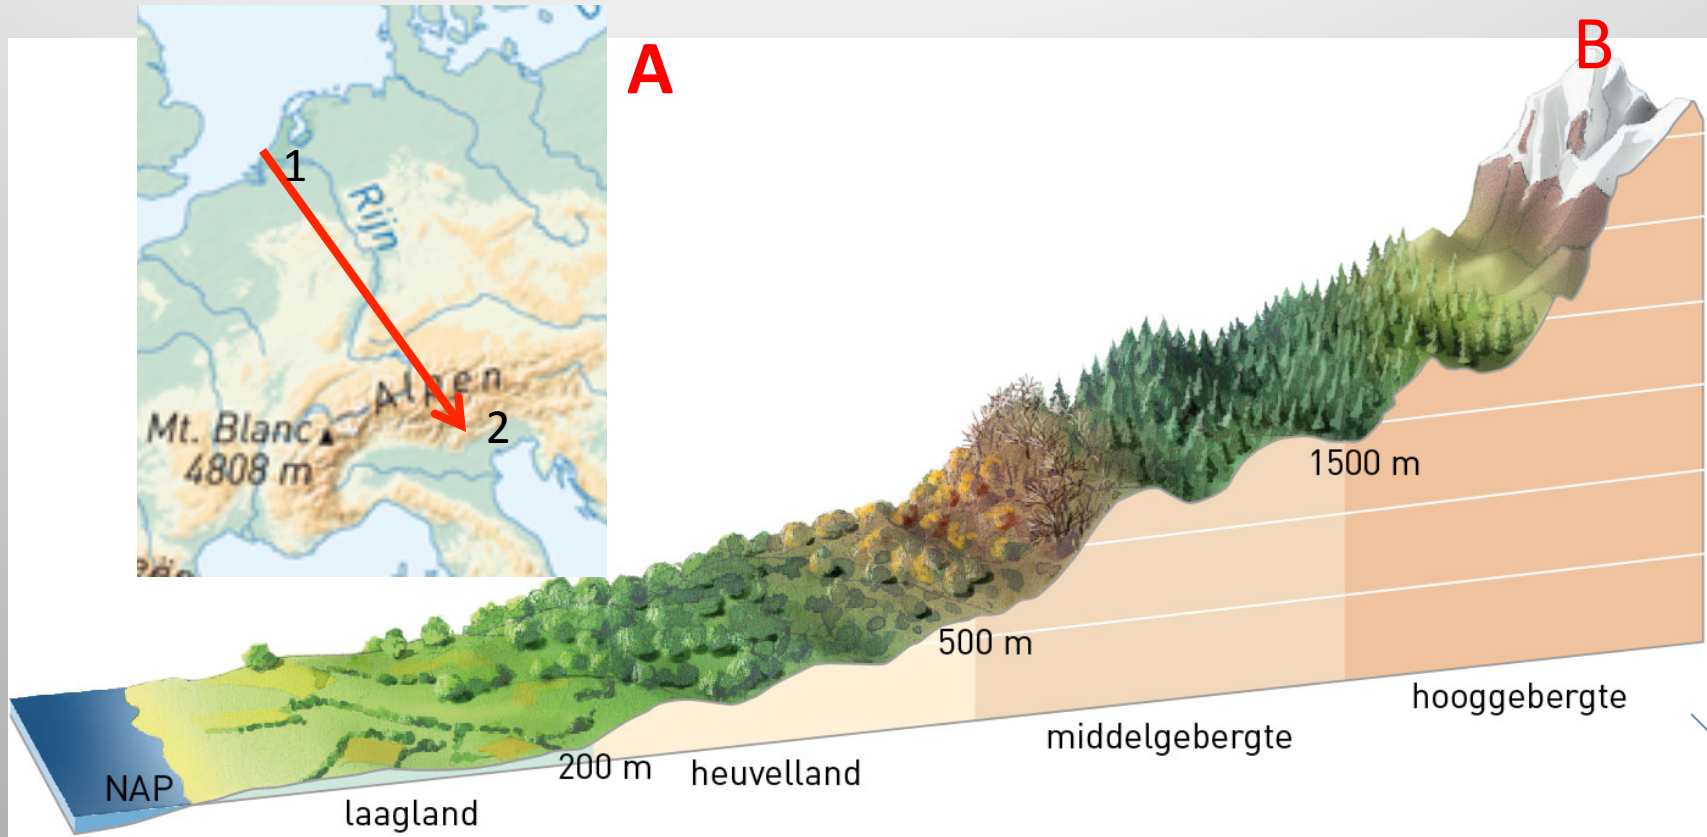 A
B
1
Rijn
Alpen
Mt. Blanc
4808 m
2
1500 m
500 m
hooggebergte
middelgebergte
200 m
heuvelland
NAP
laagland